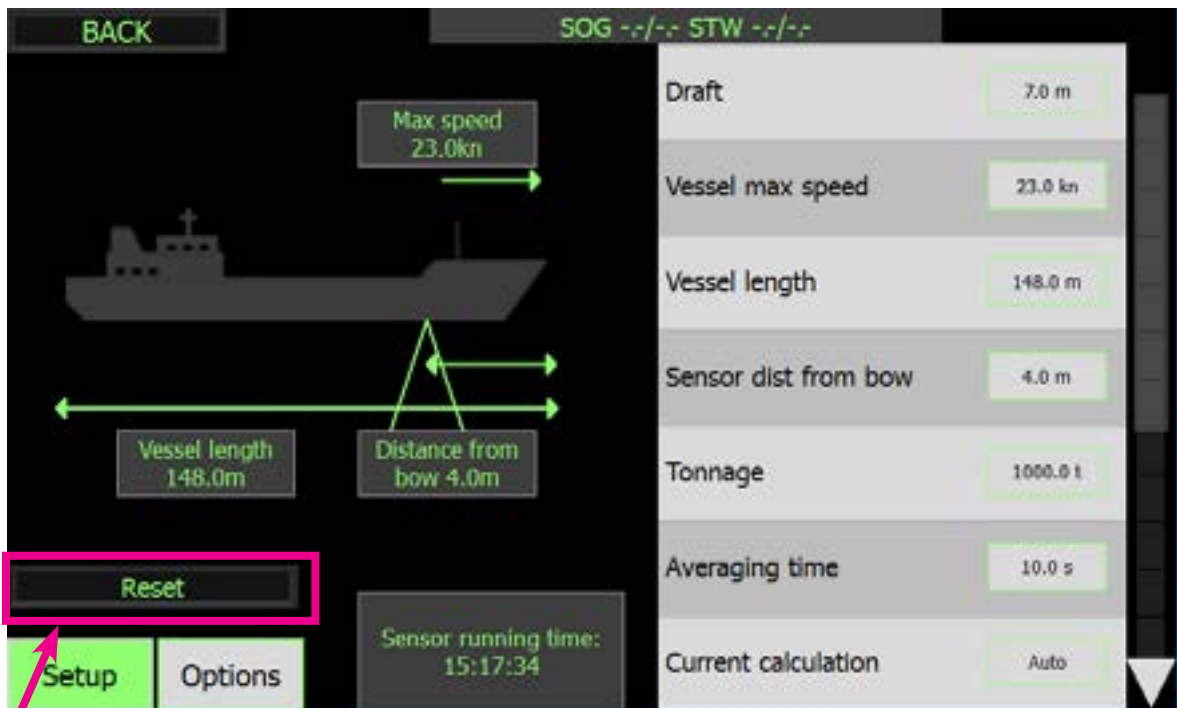 BACK
SOG -.-/-.- STW -.-/-.-
Max speed
23.0kn
Vessel length
148.0m
Distance from
bow 4.0m
Reset
Setup
Options
Sensor running time:
15:17:34
Draft
7.0 m
Vessel max speed
23.0 kn
Vessel length
148.0 m
Sensor dist from bow
4.0 m
Tonnage
1000.0 t
Averaging time
10.0 s
Current calculation
Auto